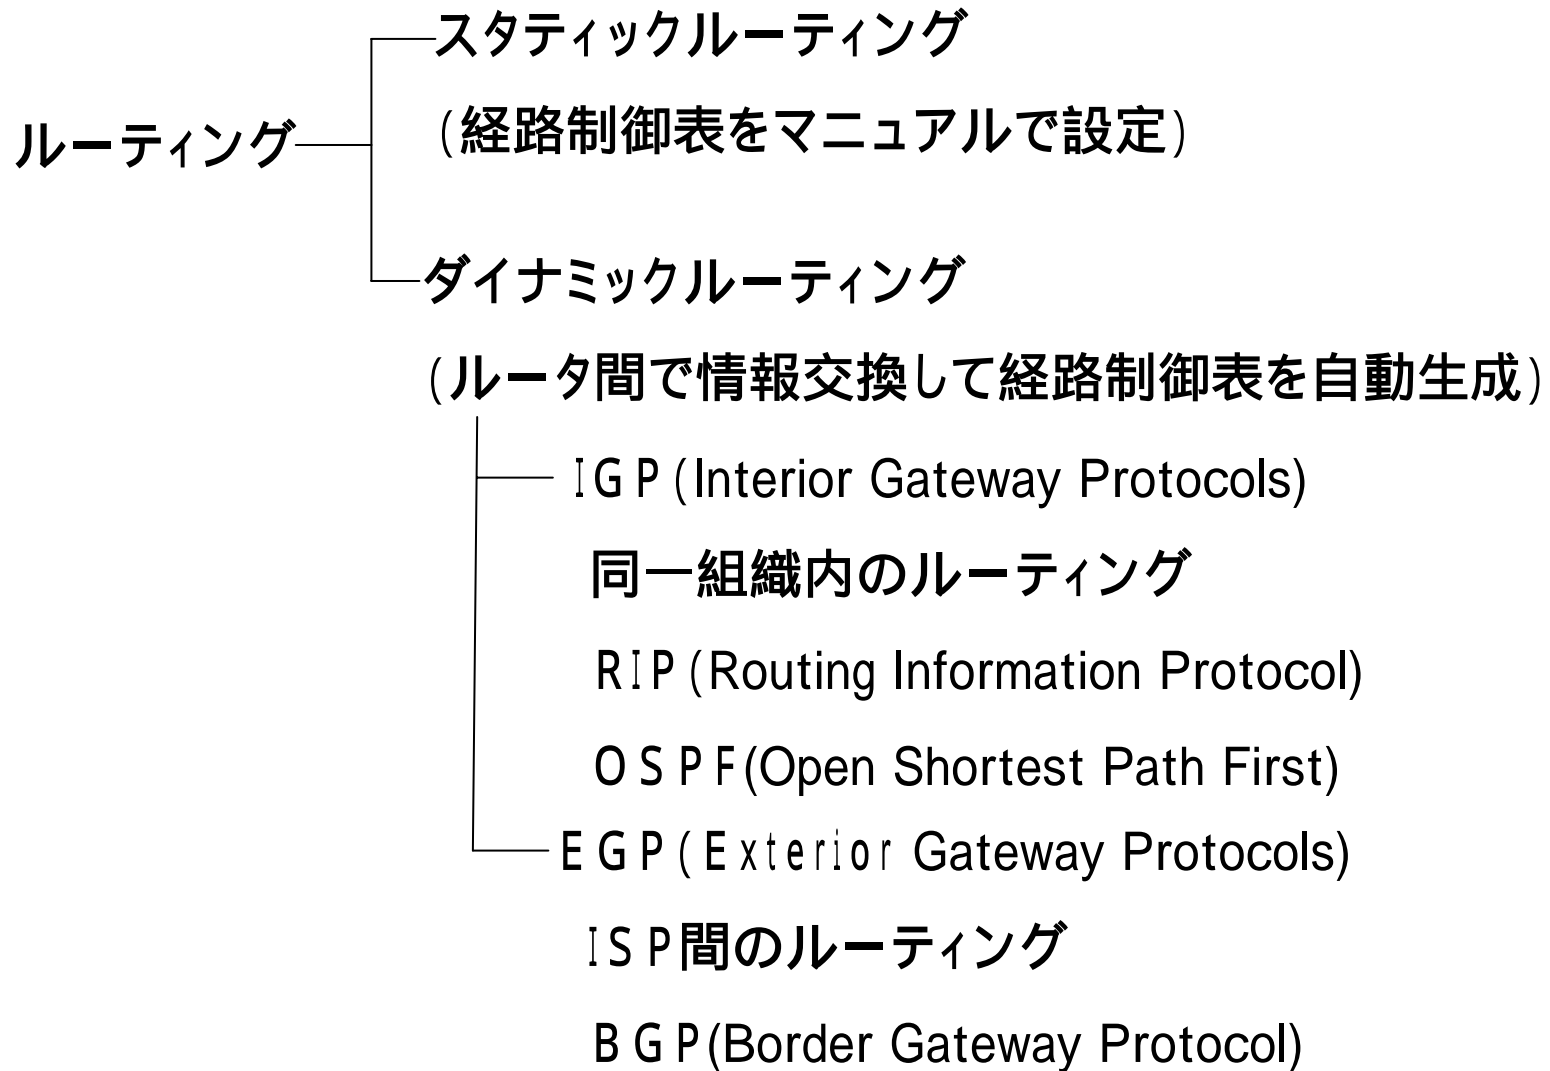 スタティックルーティング
ルーティング
(経路制御表をマニュアルで設定)
ダイナミックルーティング
(ルータ間で情報交換して経路制御表を自動生成)
IGP(Interior Gateway Protocols)
同一組織内のルーティング
RIP(Routing Information Protocol)
OSPF(Open Shortest Path First)
EGP(Exterior Gateway Protocols)
ISP間のルーティング
BGP(Border Gateway Protocol)